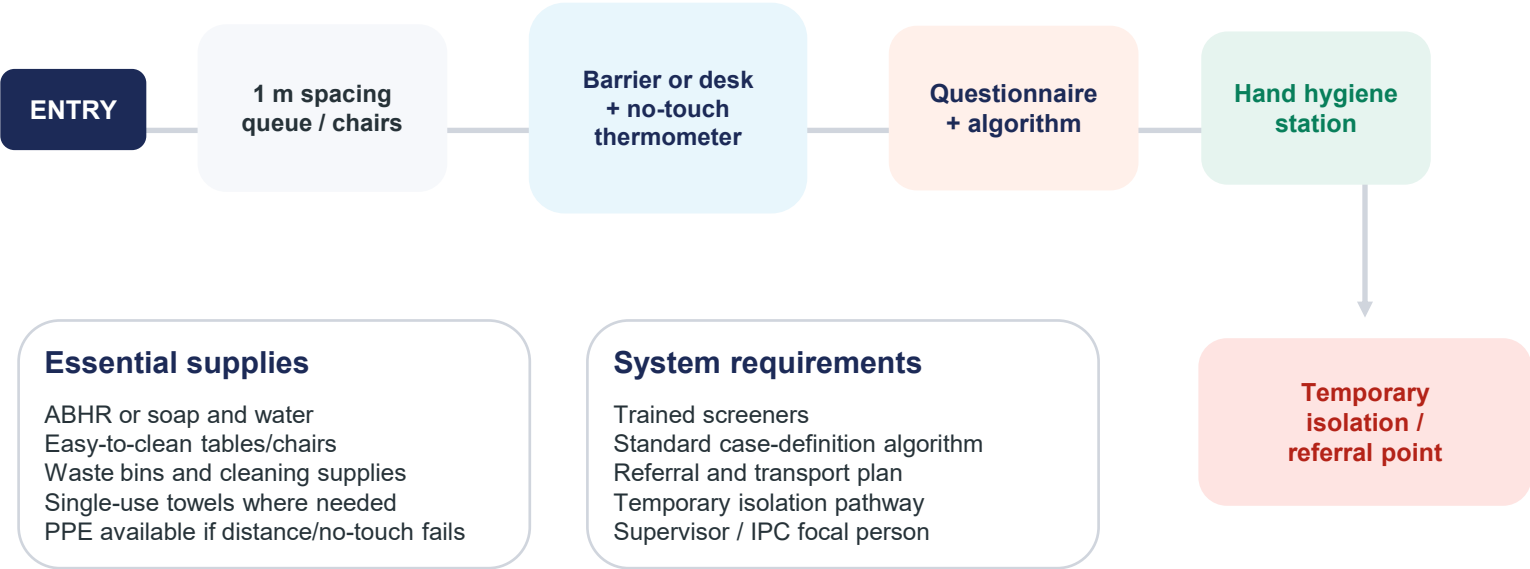 ENTRY
1 m spacing
queue / chairs
Barrier or desk
+ no-touch
thermometer
Questionnaire
+ algorithm
Hand hygiene
station
Essential supplies
ABHR or soap and water
Easy-to-clean tables/chairs
Waste bins and cleaning supplies
Single-use towels where needed
PPE available if distance/no-touch fails
System requirements
Trained screeners
Standard case-definition algorithm
Referral and transport plan
Temporary isolation pathway
Supervisor / IPC focal person
Temporary
isolation /
referral point